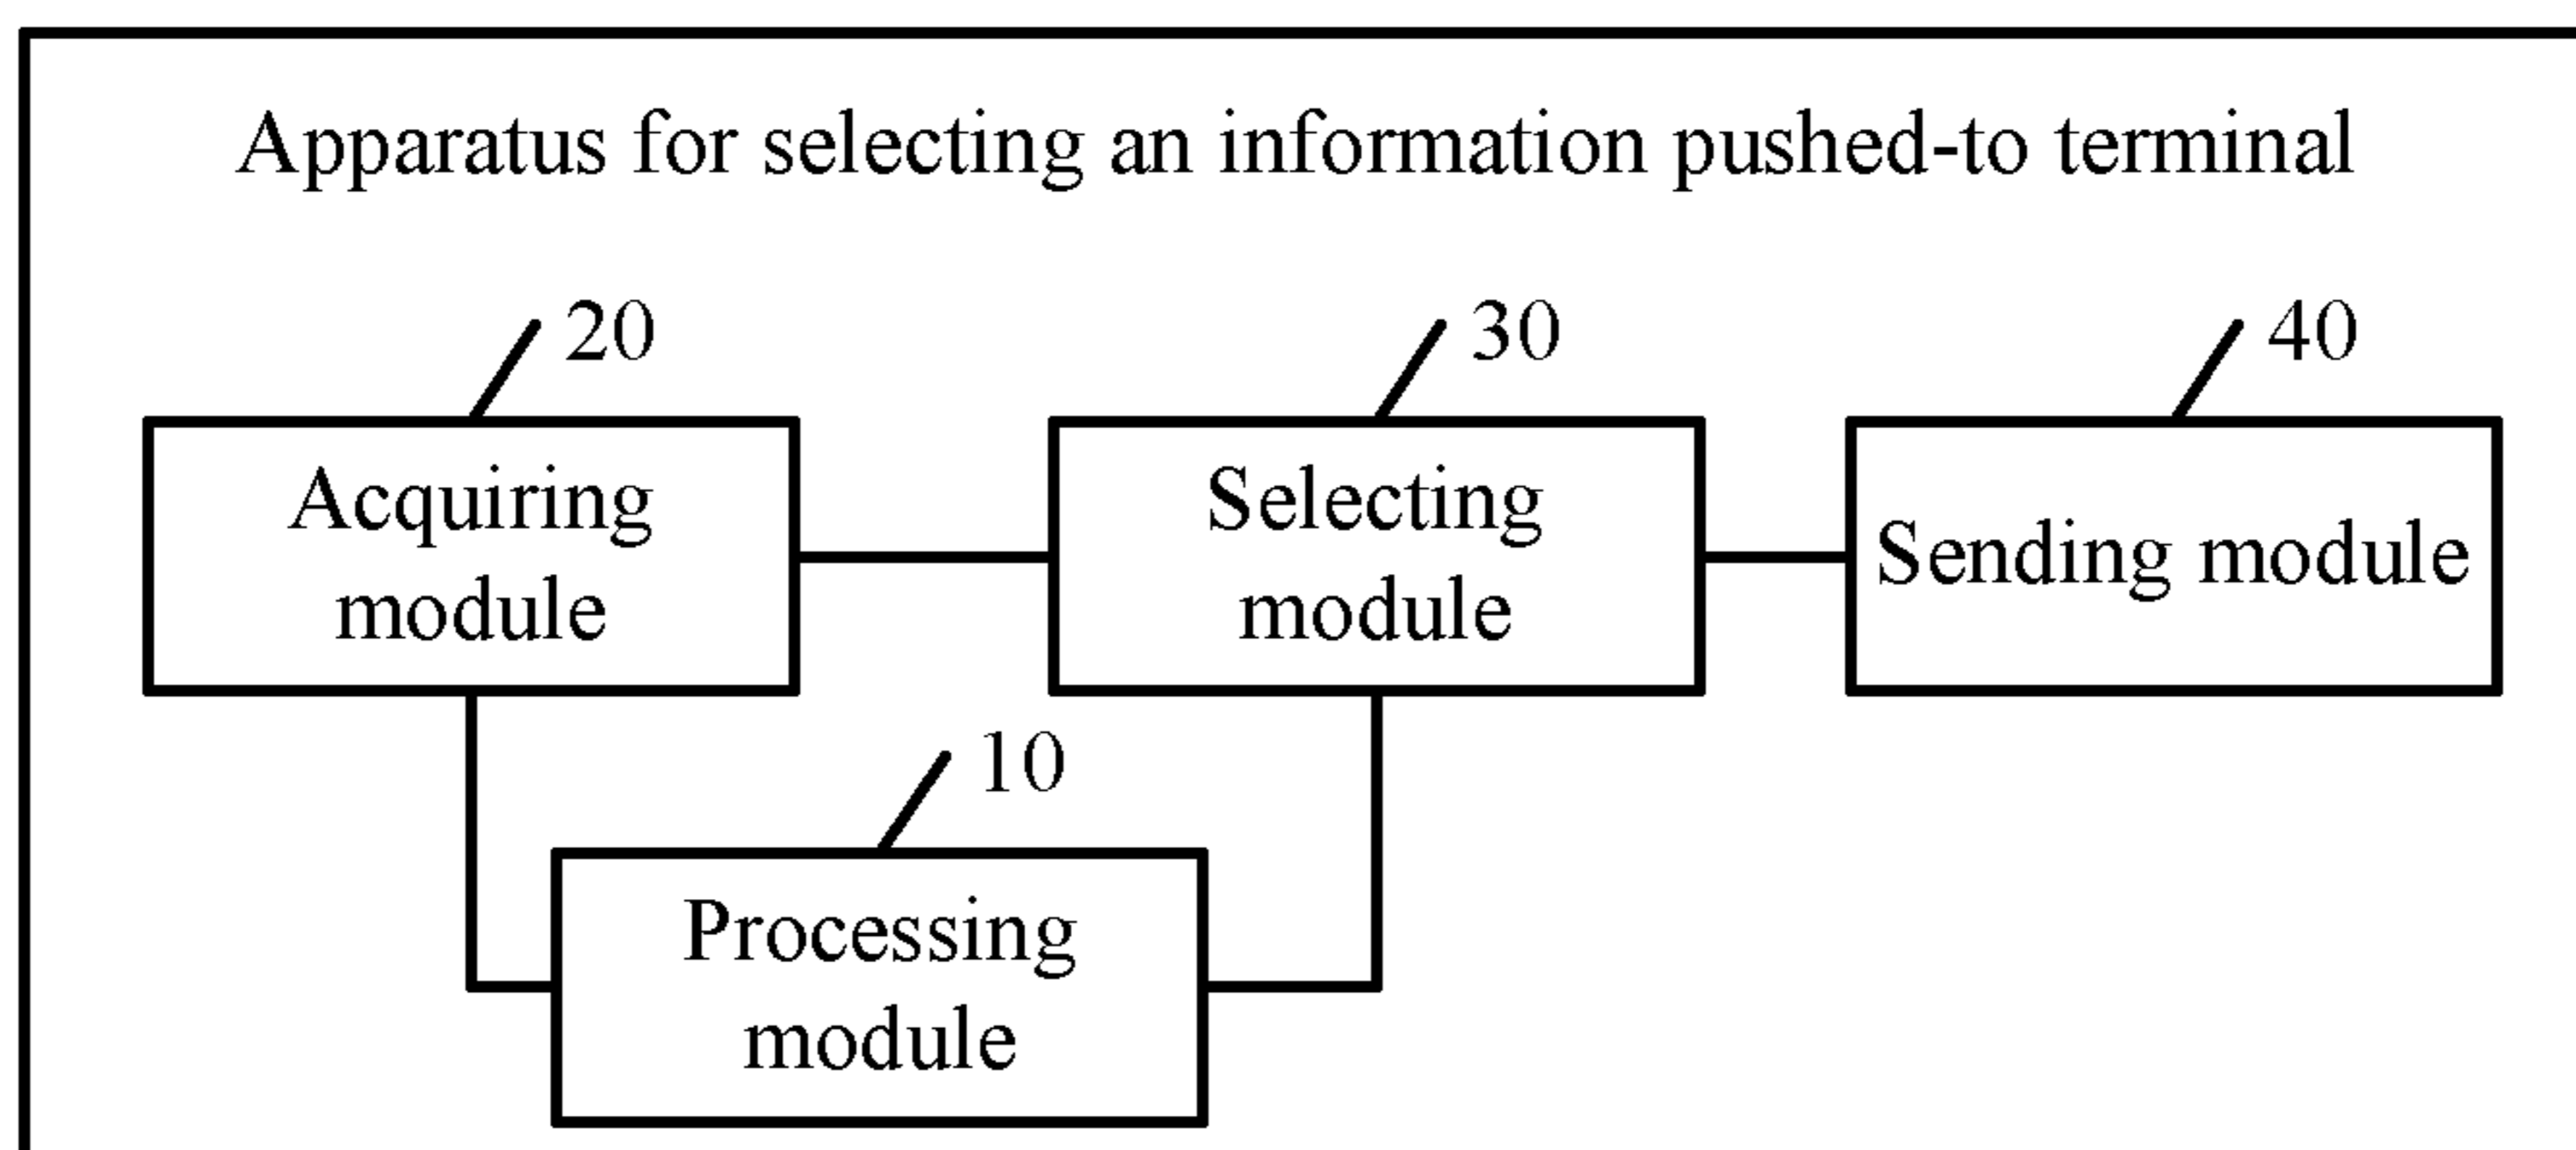 Apparatus for selecting an information pushed-to terminal
20
30
40
Acquiring
module
Selecting
module
Sending module
10
Processing
module